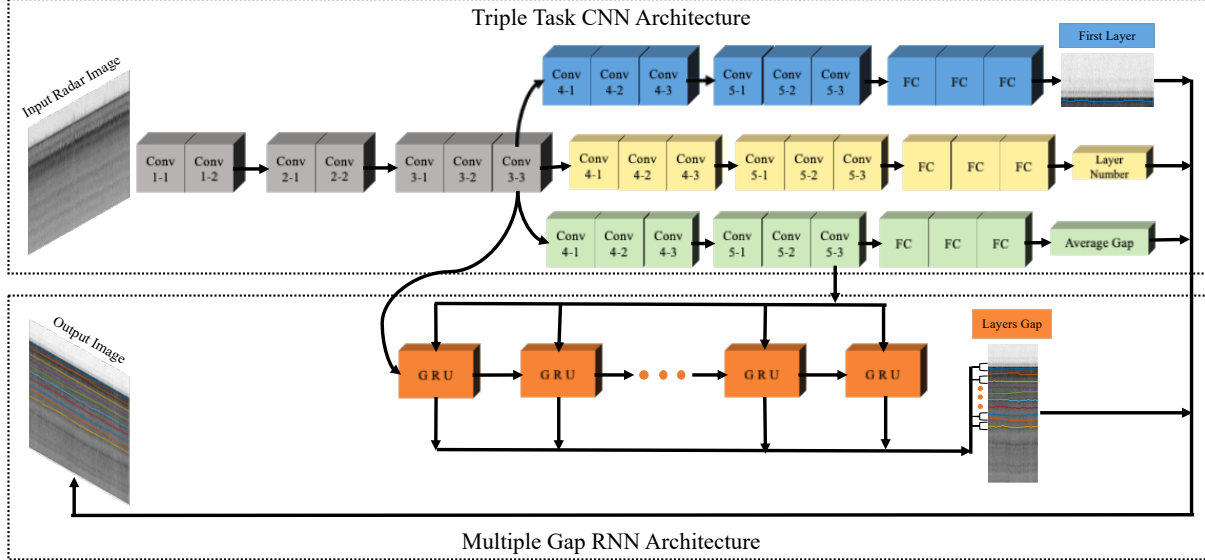 Triple Task CNN Architecture
Input Radar Image
Conv 1-1
Conv 1-2
Conv 2-1
Conv 2-2
Conv 3-1
Conv 3-2
Conv 3-3
Conv 4-1
Conv 4-2
Conv 4-3
Conv 5-1
Conv 5-2
Conv 5-3
FC
FC
FC
First Layer
Conv 4-1
Conv 4-2
Conv 4-3
Conv 5-1
Conv 5-2
Conv 5-3
FC
FC
FC
Layer
Number
Conv 4-1
Conv 4-2
Conv 4-3
Conv 5-1
Conv 5-2
Conv 5-3
FC
FC
FC
Average Gap
Output Image
G R U
G R U
G R U
G R U
Layers Gap
Multiple Gap RNN Architecture